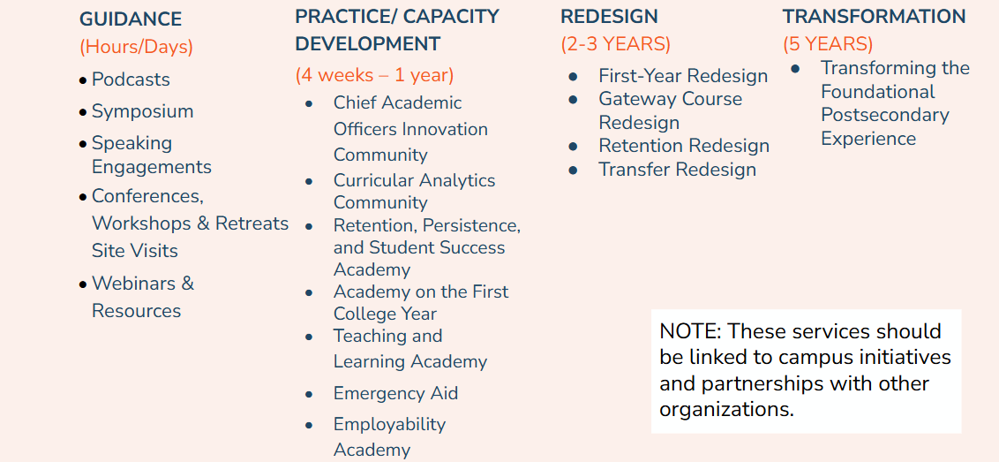 GUIDANCE
(Hours/Days)
• Podcasts
• Symposium
• Speaking
Engagements
• Conferences,
Workshops & Retreats
Site Visits
• Webinars &
Resources
PRACTICE/ CAPACITY
DEVELOPMENT
(4 weeks – 1 year)
• Chief Academic
Officers Innovation
Community
• Curricular Analytics
Community
• Retention, Persistence,
and Student Success
Academy
• Academy on the First
College Year
• Teaching and
Learning Academy
• Emergency Aid
• Employability
Academy
REDESIGN
(2-3 YEARS)
• First-Year Redesign
• Gateway Course
Redesign
• Retention Redesign
• Transfer Redesign
TRANSFORMATION
(5 YEARS)
• Transforming the
Foundational
Postsecondary
Experience
NOTE: These services should
be linked to campus initiatives
and partnerships with other
organizations.